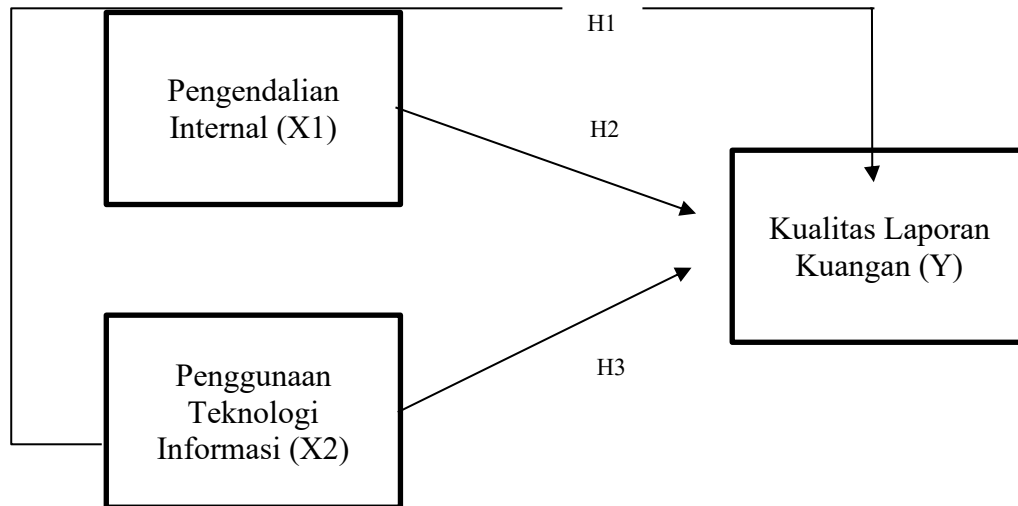 H1
Pengendalian
Internal (X1)
H2
Kualitas Laporan
Kuangan (Y)
H3
Penggunaan
Teknologi
Informasi (X2)